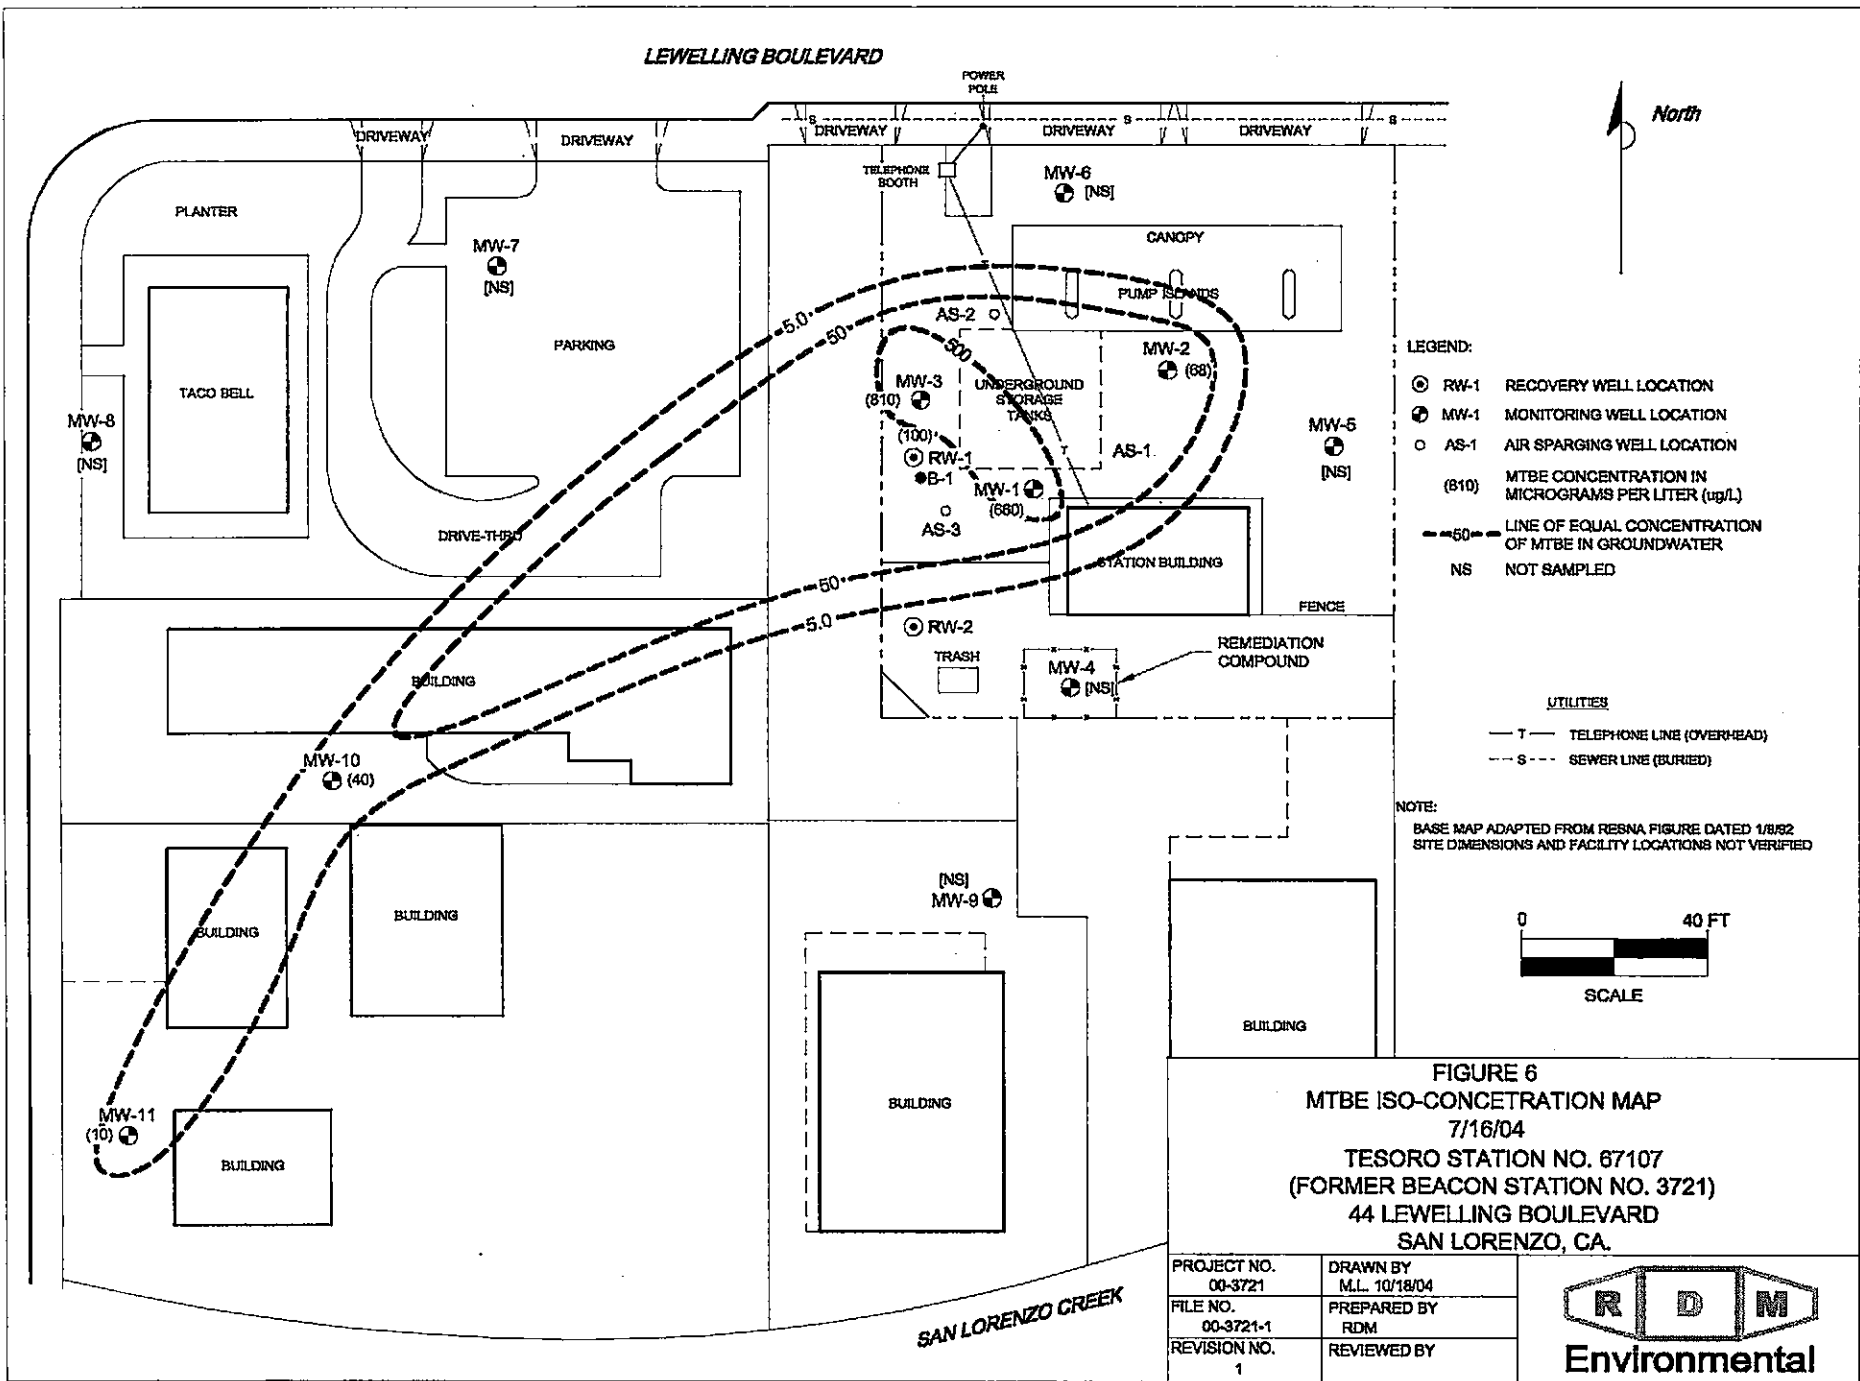 LEWELLING BOULEVARD
POWER
POLE
North
DRIVEWAY
DRIVEWAY
S
DRIVEWAY
DRIVEWAY
S
DRIVEWAY
S
TELEPHONE
BOOTH
MW-6
[NS]
PLANTER
CANOPY
MW-7
[NS]
T
PUMP ISLANDS
5.0
50
AS-2
500
PARKING
MW-2
(68)
LEGEND:
RW-1 RECOVERY WELL LOCATION
MW-1 MONITORING WELL LOCATION
AS-1 AIR SPARGING WELL LOCATION
(810) MTBE CONCENTRATION IN
MICROGRAMS PER LITER (ug/L)
50 LINE OF EQUAL CONCENTRATION
OF MTBE IN GROUNDWATER
NS NOT SAMPLED
TACO BELL
MW-3
(810)
UNDERGROUND
STORAGE
TANKS
MW-8
[NS]
(100)
RW-1
B-1
T
AS-1
MW-5
[NS]
MW-1
(660)
AS-3
DRIVE-THRU
STATION BUILDING
50
5.0
FENCE
RW-2
TRASH
REMEDIATION
COMPOUND
MW-4
[NS]
BUILDING
UTILITIES
T TELEPHONE LINE (OVERHEAD)
S SEWER LINE (BURIED)
MW-10
(40)
NOTE:
BASE MAP ADAPTED FROM RESNA FIGURE DATED 1/8/92
SITE DIMENSIONS AND FACILITY LOCATIONS NOT VERIFIED
[NS]
MW-9
BUILDING
BUILDING
0 40 FT
SCALE
BUILDING
BUILDING
MW-11
(10)
BUILDING
FIGURE 6
MTBE ISO-CONCETRATION MAP
7/16/04
TESORO STATION NO. 67107
(FORMER BEACON STATION NO. 3721)
44 LEWELLING BOULEVARD
SAN LORENZO, CA.
SAN LORENZO CREEK
PROJECT NO.
00-3721
DRAWN BY
M.L. 10/18/04
FILE NO.
00-3721-1
PREPARED BY
RDM
REVISION NO.
1
REVIEWED BY
R D M
Environmental